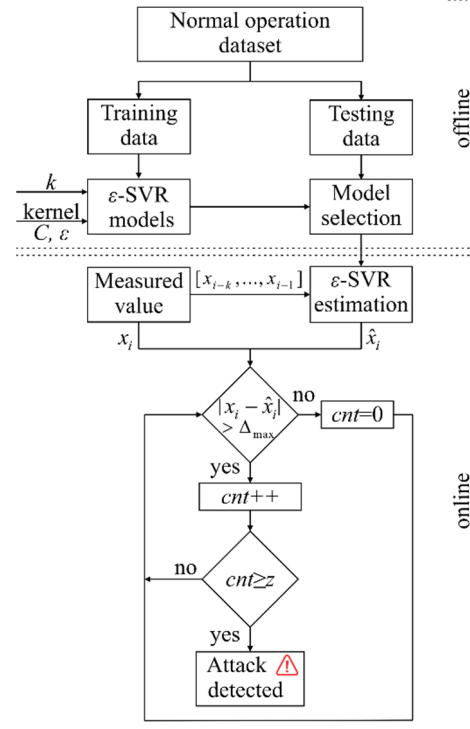 Normal operation
dataset
Training
data
Testing
data
offline
k
kernel
C, ε
ε-SVR
models
Model
selection
Measured
value
[x_{i-k},...,x_{i-1}]
ε-SVR
estimation
x_i
x̂_i
|x_i − x̂_i|
> Δ_max
no
cnt=0
yes
cnt++
online
no
cnt≥z
yes
Attack
detected